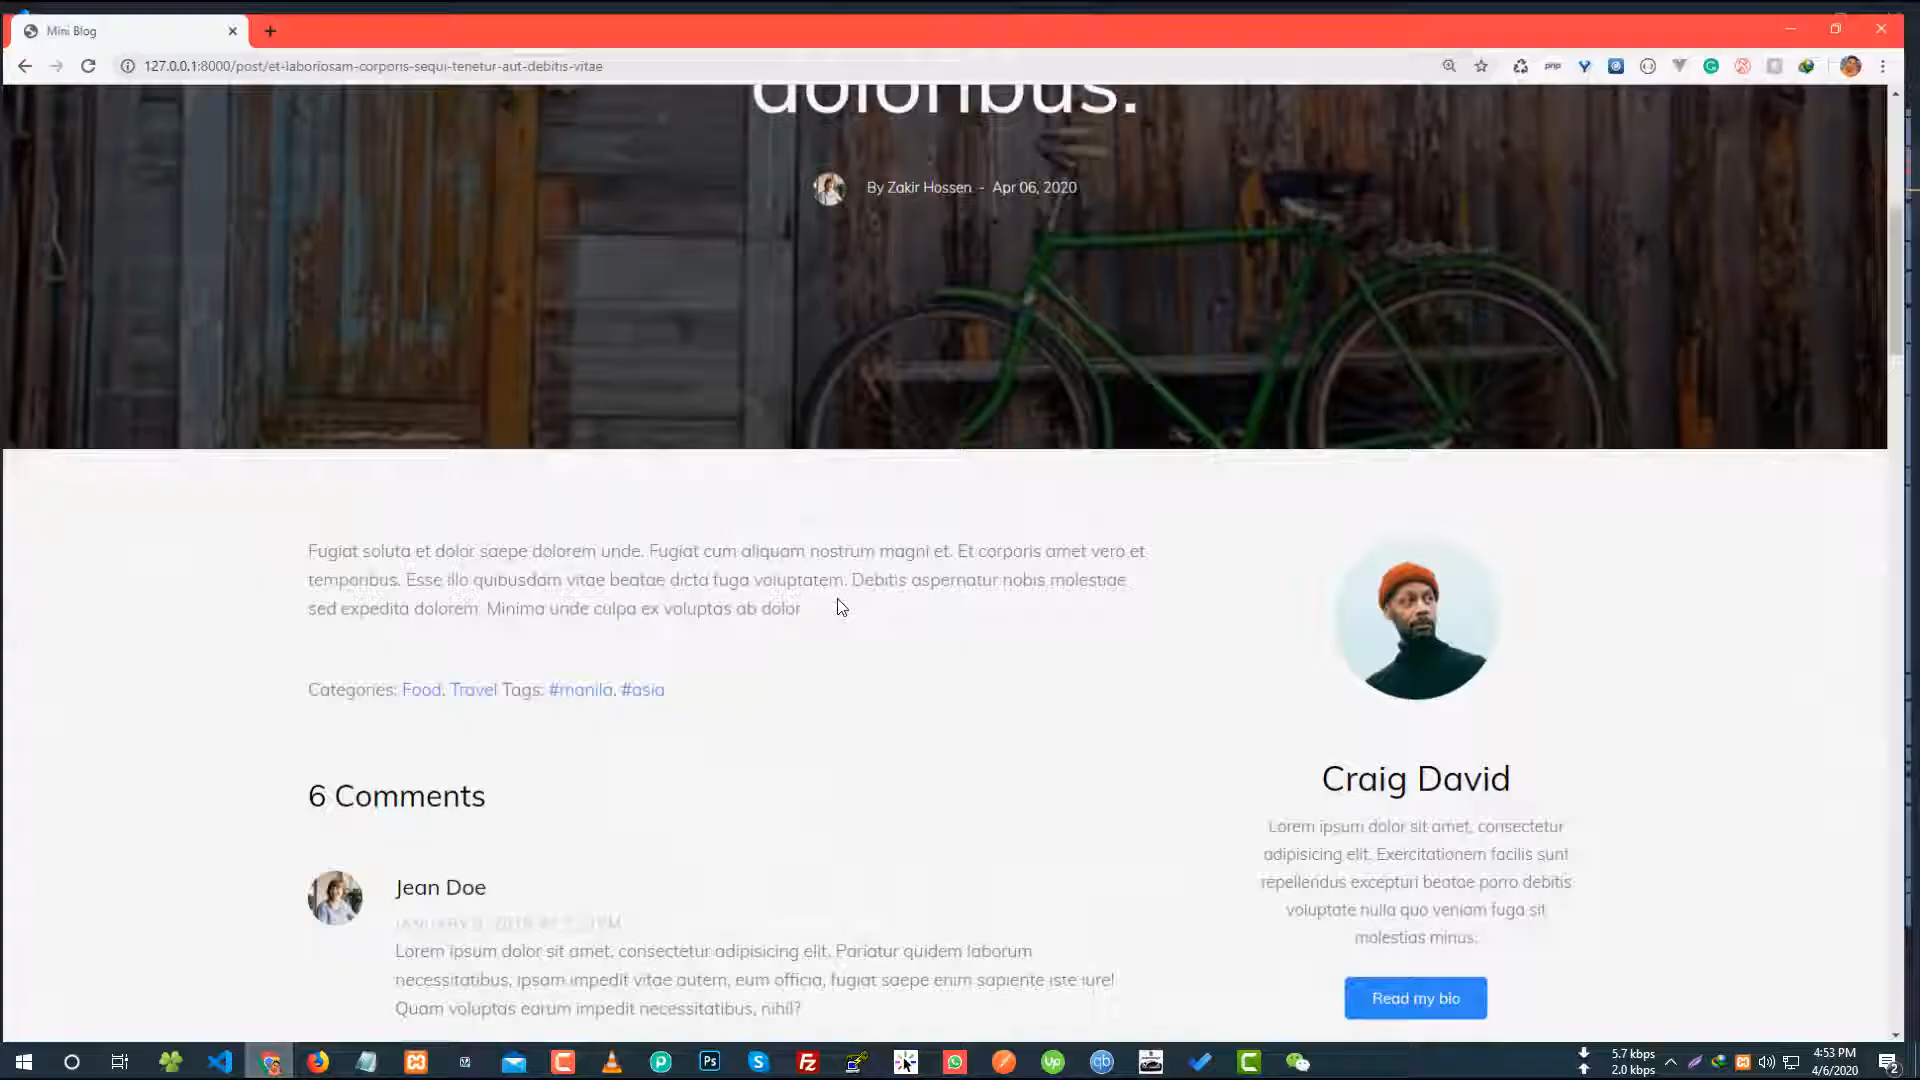 Mini Blog
127.0.0.1:8000/post/et-laboriosam-corporis-sequi-tenetur-aut-debitis-vitae
php
doloribus.
By Zakir Hossen - Apr 06, 2020
Fugiat soluta et dolor saepe dolorem unde. Fugiat cum aliquam nostrum magni et. Et corporis amet vero et
temporibus. Esse illo quibusdam vitae beatae dicta fuga voluptatem. Debitis aspernatur nobis molestiae
sed expedita dolorem. Minima unde culpa ex voluptas ab dolor
Categories: Food, Travel Tags: #manila, #asia
6 Comments
Jean Doe
Lorem ipsum dolor sit amet, consectetur adipisicing elit. Pariatur quidem laborum
necessitatibus, ipsam impedit vitae autem, eum officia, fugiat saepe enim sapiente iste iure!
Quam voluptas earum impedit necessitatibus, nihil?
Craig David
Lorem ipsum dolor sit amet, consectetur
adipisicing elit. Exercitationem facilis sunt
repellendus excepturi beatae porro debitis
voluptate nulla quo veniam fuga sit
molestias minus.
Read my bio
5.7 kbps
2.0 kbps
4:53 PM
4/6/2020
2